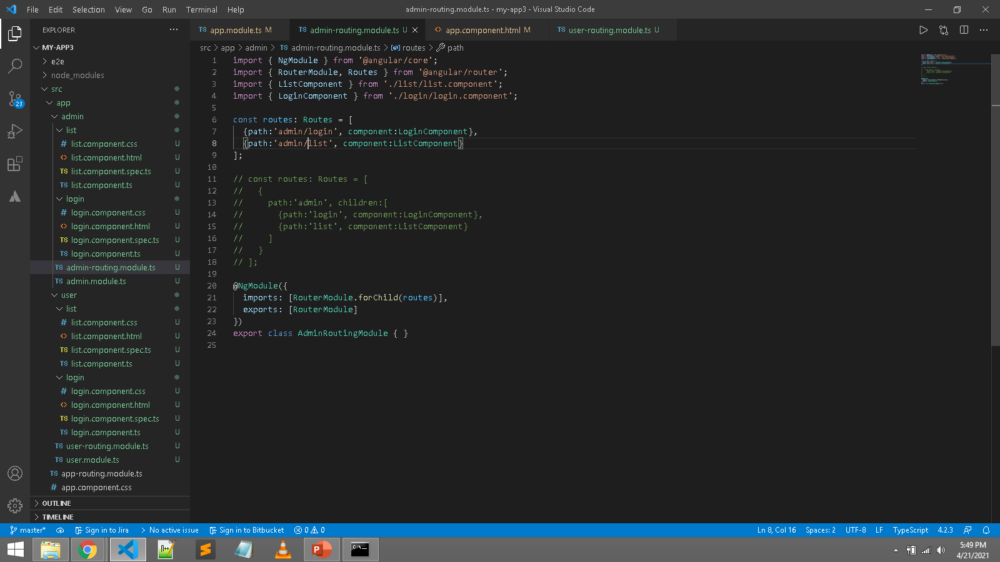 File Edit Selection View Go Run Terminal Help
admin-routing.module.ts - my-app3 - Visual Studio Code
EXPLORER
MY-APP3
e2e
node_modules
src
app
admin
list
# list.component.css U
<> list.component.html U
TS list.component.spec.ts U
TS list.component.ts U
login
# login.component.css U
<> login.component.html U
TS login.component.spec.ts U
TS login.component.ts U
TS admin-routing.module.ts U
TS admin.module.ts U
user
list
# list.component.css U
<> list.component.html U
TS list.component.spec.ts U
TS list.component.ts U
login
# login.component.css U
<> login.component.html U
TS login.component.spec.ts U
TS login.component.ts U
TS user-routing.module.ts U
TS user.module.ts U
TS app-routing.module.ts
# app.component.css
OUTLINE
TIMELINE
23
TS app.module.ts M
TS admin-routing.module.ts U
<> app.component.html M
TS user-routing.module.ts U
src > app > admin > TS admin-routing.module.ts > routes > path
1 import { NgModule } from '@angular/core';
2 import { RouterModule, Routes } from '@angular/router';
3 import { ListComponent } from './list/list.component';
4 import { LoginComponent } from './login/login.component';
5
6 const routes: Routes = [
7 {path:'admin/login', component:LoginComponent},
8 {path:'admin/list', component:ListComponent}
9 ];
10
11 // const routes: Routes = [
12 // {
13 // path:'admin', children:[
14 // {path:'login', component:LoginComponent},
15 // {path:'list', component:ListComponent}
16 // ]
17 // }
18 // ];
19
20 @NgModule({
21 imports: [RouterModule.forChild(routes)],
22 exports: [RouterModule]
23 })
24 export class AdminRoutingModule { }
25
master* Sign in to Jira > No active issue Sign in to Bitbucket 0 0
Ln 8, Col 16 Spaces: 2 UTF-8 LF TypeScript 4.2.3
C:\_
5:49 PM
4/21/2021